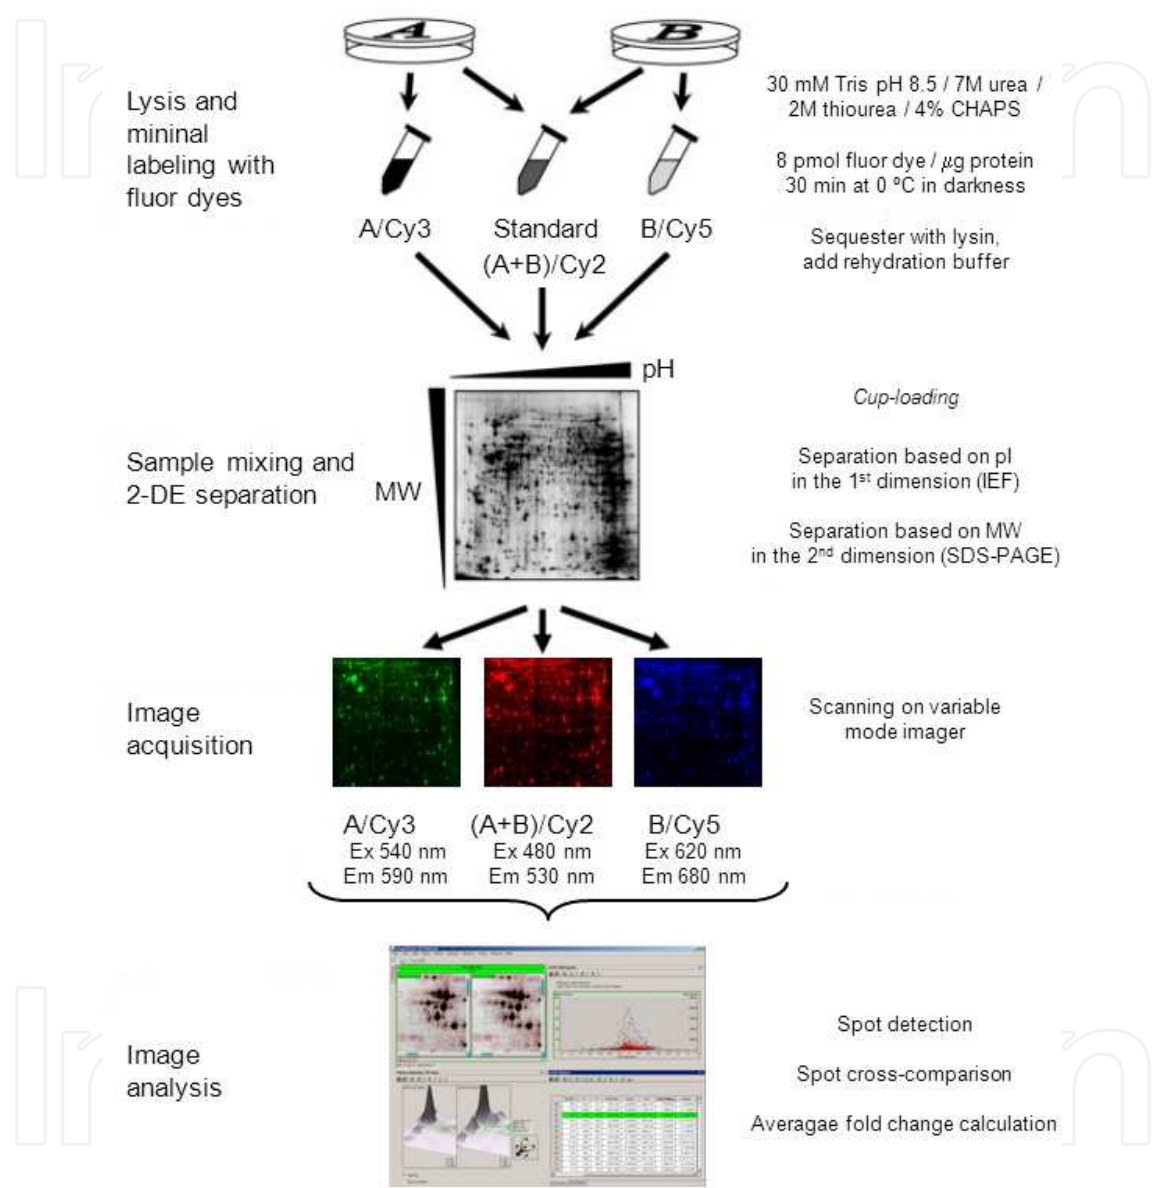 A
B
Lysis and
mininal
labeling with
fluor dyes
30 mM Tris pH 8.5 / 7M urea /
2M thiourea / 4% CHAPS
8 pmol fluor dye / µg protein
30 min at 0 ºC in darkness
Sequester with lysin,
add rehydration buffer
A/Cy3
Standard
(A+B)/Cy2
B/Cy5
pH
MW
Sample mixing and
2-DE separation
Cup-loading
Separation based on pI
in the 1st dimension (IEF)
Separation based on MW
in the 2nd dimension (SDS-PAGE)
Image
acquisition
Scanning on variable
mode imager
A/Cy3
Ex 540 nm
Em 590 nm
(A+B)/Cy2
Ex 480 nm
Em 530 nm
B/Cy5
Ex 620 nm
Em 680 nm
Image
analysis
Spot detection
Spot cross-comparison
Averagae fold change calculation